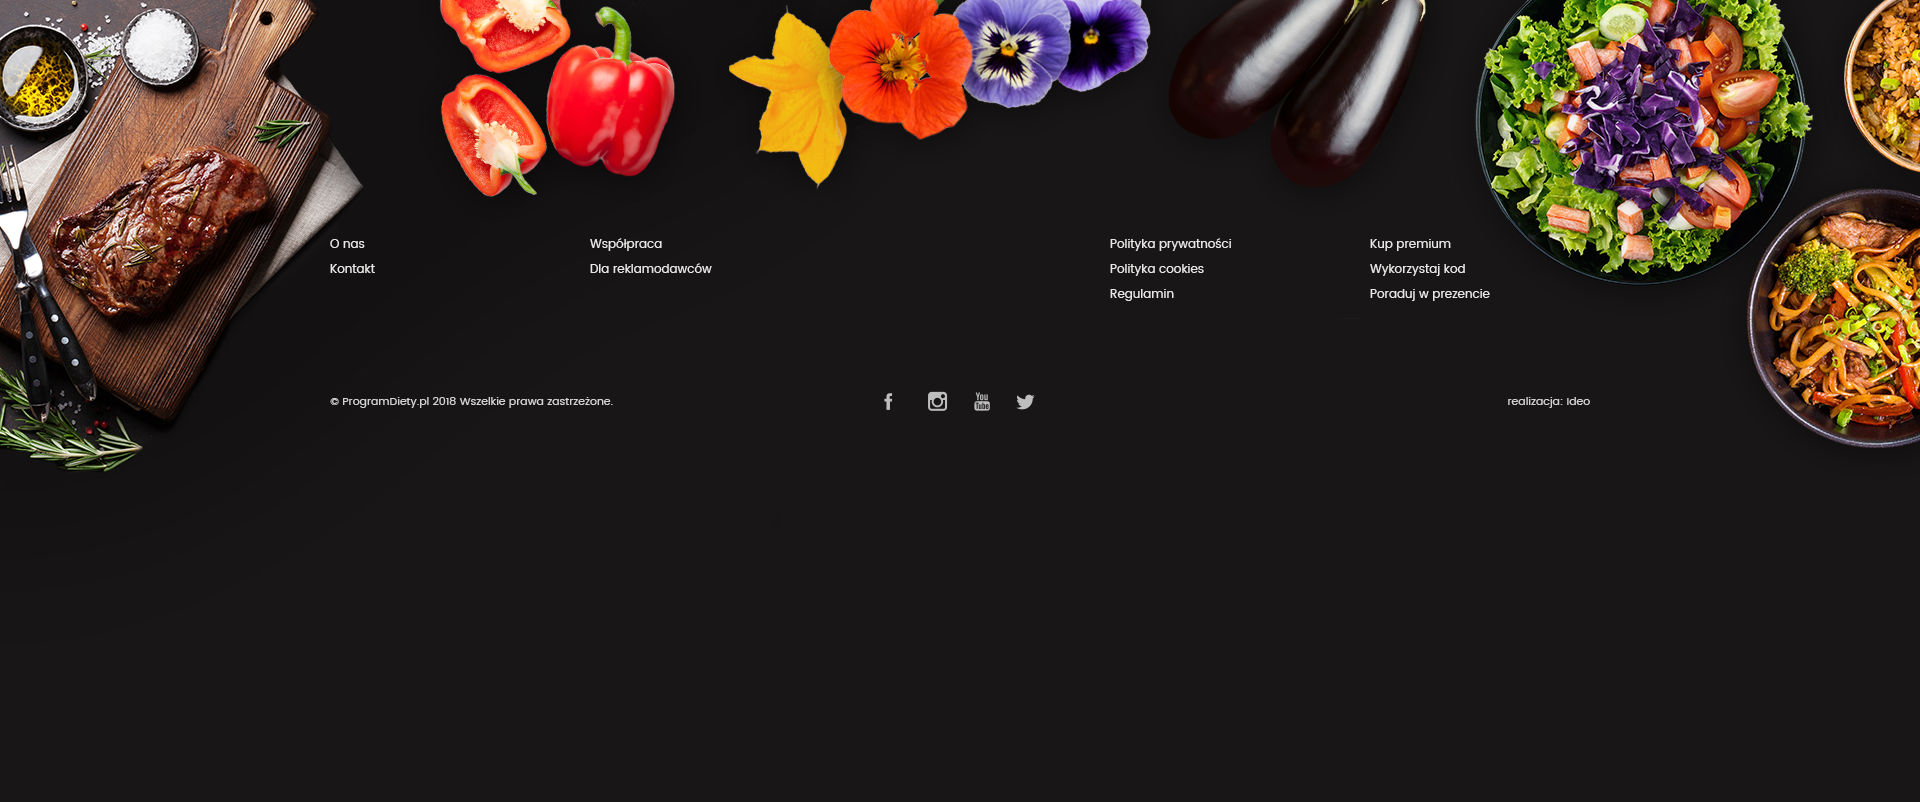 O nas
Kontakt
Współpraca
Dla reklamodawców
Polityka prywatności
Polityka cookies
Regulamin
Kup premium
Wykorzystaj kod
Poraduj w prezencie
© ProgramDiety.pl 2018 Wszelkie prawa zastrzeżone.
You
Tube
realizacja: Ideo